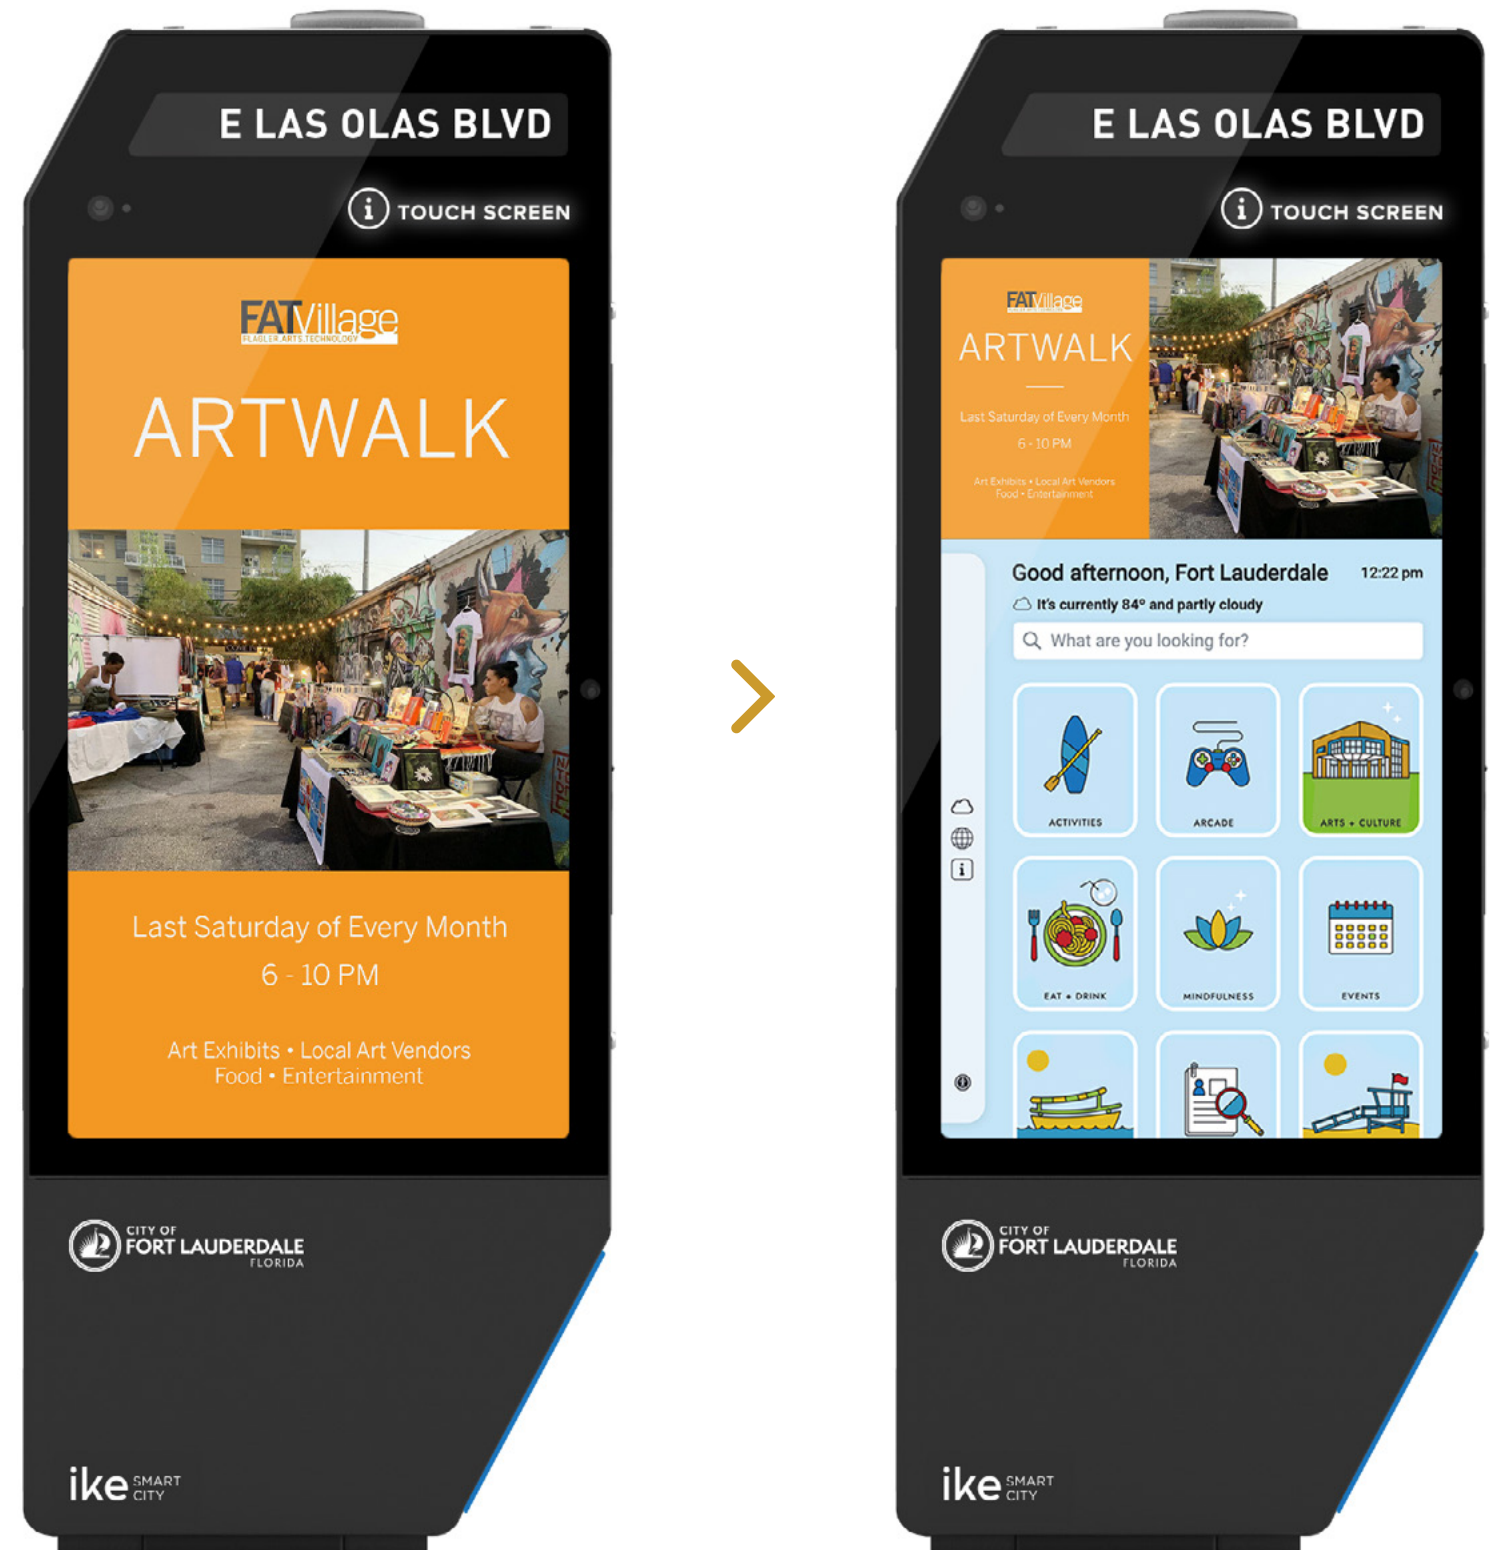 E LAS OLAS BLVD
i TOUCH SCREEN
FATVillage
FLAGLER.ARTS.TECHNOLOGY
ARTWALK
Last Saturday of Every Month
6 - 10 PM
Art Exhibits • Local Art Vendors
Food • Entertainment
CITY OF
FORT LAUDERDALE
FLORIDA
ike SMART
CITY
E LAS OLAS BLVD
i TOUCH SCREEN
FATVillage
ARTWALK
Last Saturday of Every Month
6 - 10 PM
Art Exhibits • Local Art Vendors
Food • Entertainment
Good afternoon, Fort Lauderdale 12:22 pm
It's currently 84° and partly cloudy
What are you looking for?
ACTIVITIES
ARCADE
ARTS + CULTURE
i
EAT + DRINK
MINDFULNESS
EVENTS
CITY OF
FORT LAUDERDALE
FLORIDA
ike SMART
CITY